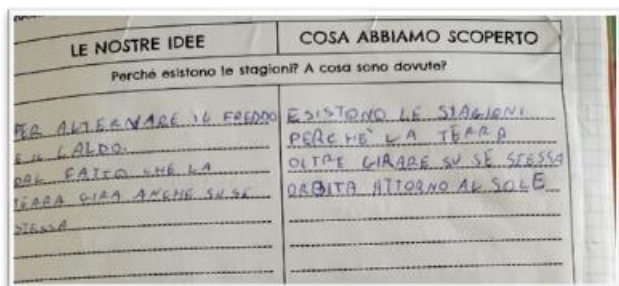 LE NOSTRE IDEE
COSA ABBIAMO SCOPERTO
Perché esistono le stagioni? A cosa sono dovute?
PER ALTERNARE IL FREDDO
E IL CALDO.
DAL FATTO CHE LA
TERRA GIRA ANCHE SU SE
STESSA
ESISTONO LE STAGIONI
PERCHE' LA TERRA
OLTRE GIRARE SU SE STESSA
ORBITA ATTORNO AL SOLE